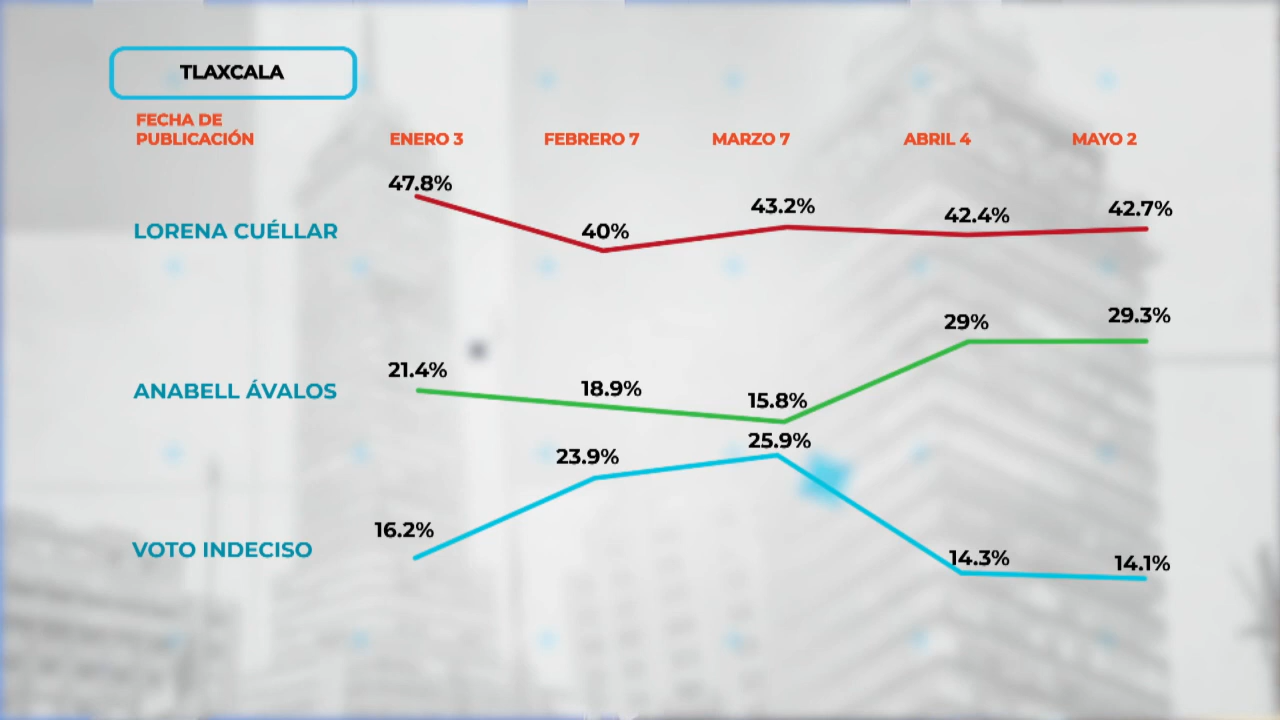 TLAXCALA
FECHA DE
PUBLICACIÓN
ENERO 3
FEBRERO 7
MARZO 7
ABRIL 4
MAYO 2
LORENA CUÉLLAR
47.8%
40%
43.2%
42.4%
42.7%
ANABELL ÁVALOS
21.4%
18.9%
15.8%
29%
29.3%
VOTO INDECISO
16.2%
23.9%
25.9%
14.3%
14.1%